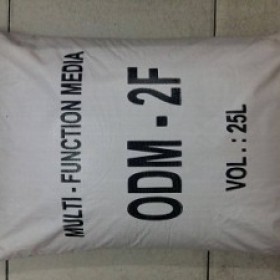 MULTI - FUNCTION MEDIA
ODM - 2F
VOL. : 25L